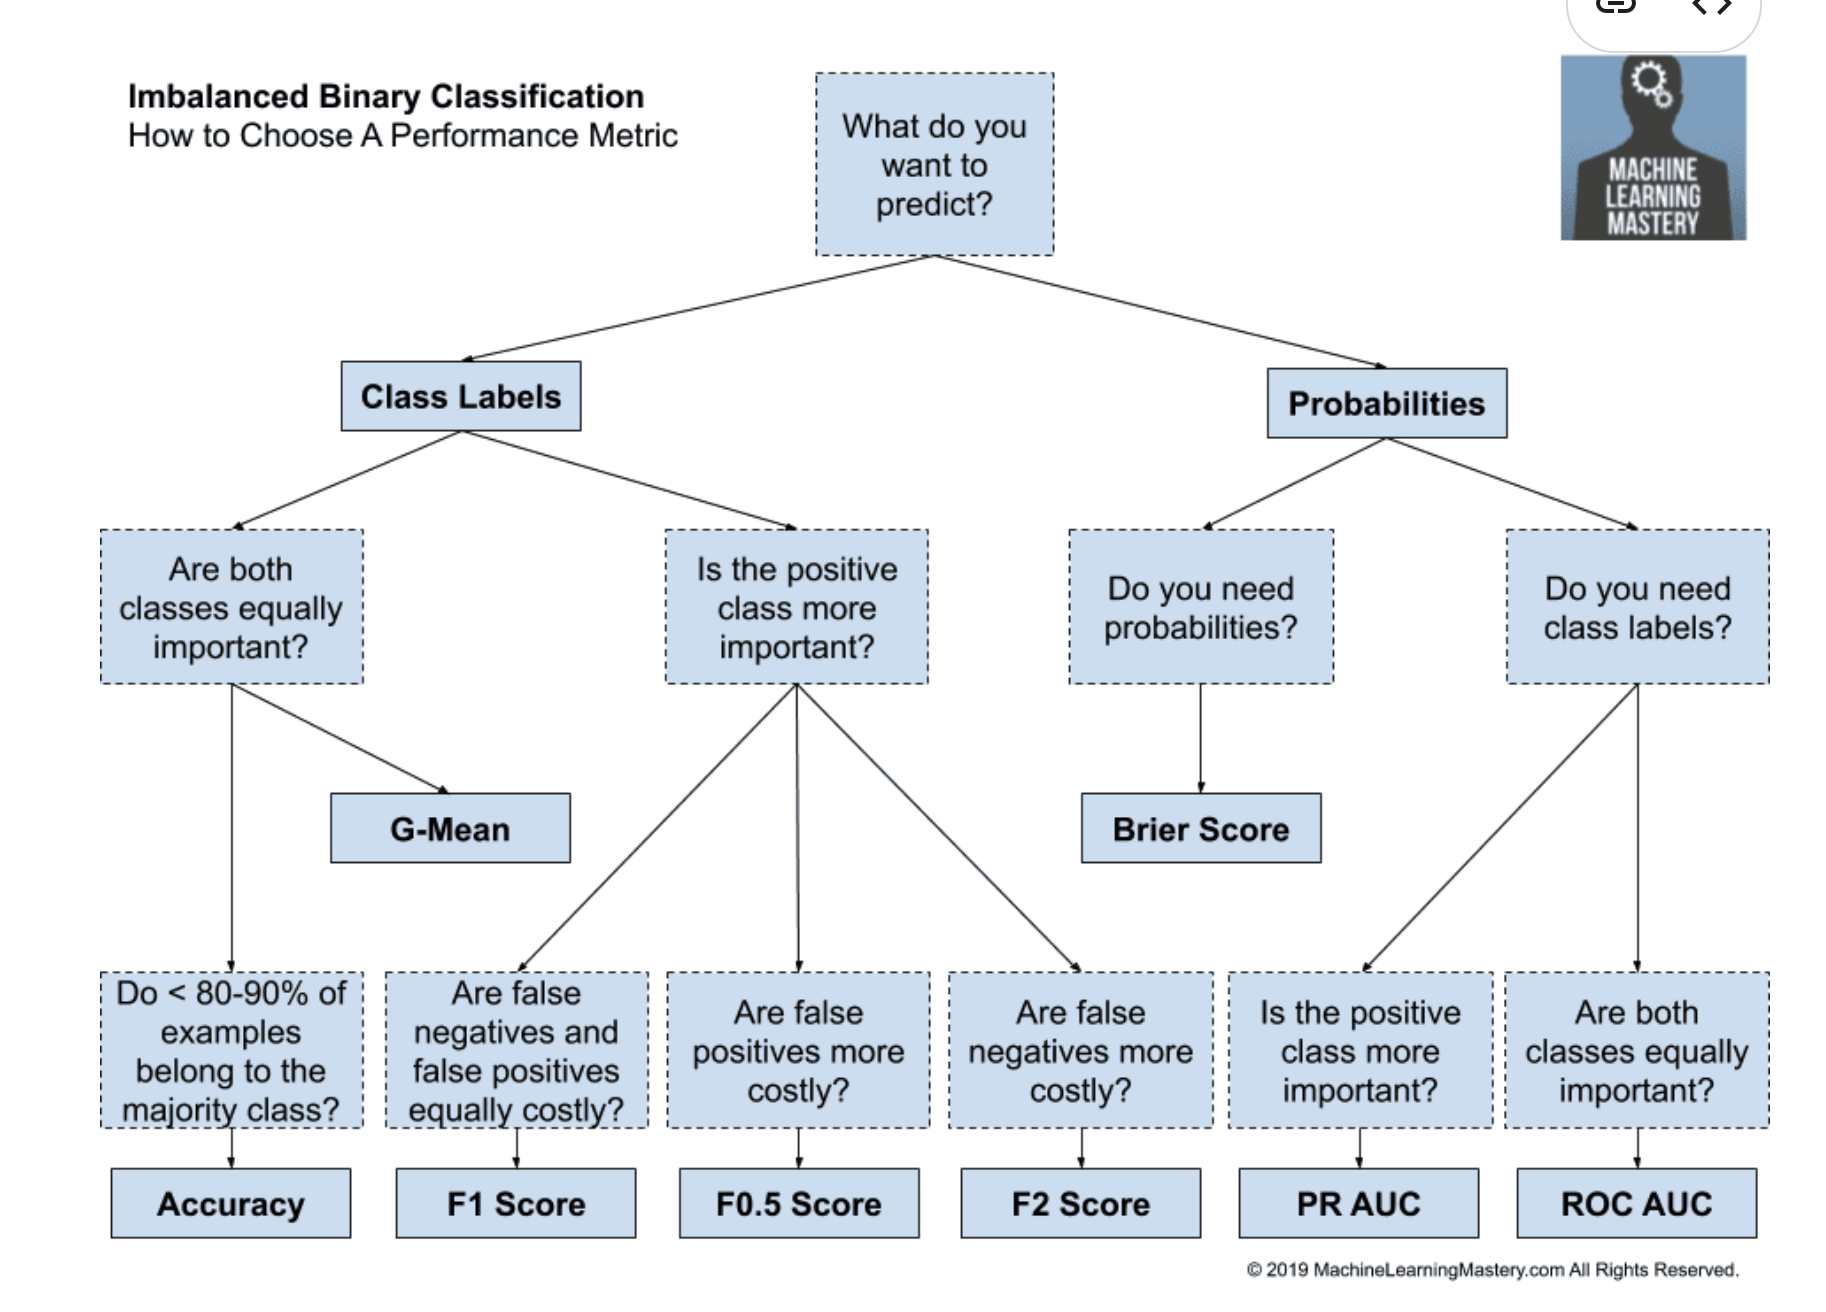 Imbalanced Binary Classification
How to Choose A Performance Metric
What do you
want to
predict?
MACHINE
LEARNING
MASTERY
Class Labels
Probabilities
Are both
classes equally
important?
Is the positive
class more
important?
Do you need
probabilities?
Do you need
class labels?
G-Mean
Brier Score
Do < 80-90% of
examples
belong to the
majority class?
Are false
negatives and
false positives
equally costly?
Are false
positives more
costly?
Are false
negatives more
costly?
Is the positive
class more
important?
Are both
classes equally
important?
Accuracy
F1 Score
F0.5 Score
F2 Score
PR AUC
ROC AUC
© 2019 MachineLearningMastery.com All Rights Reserved.